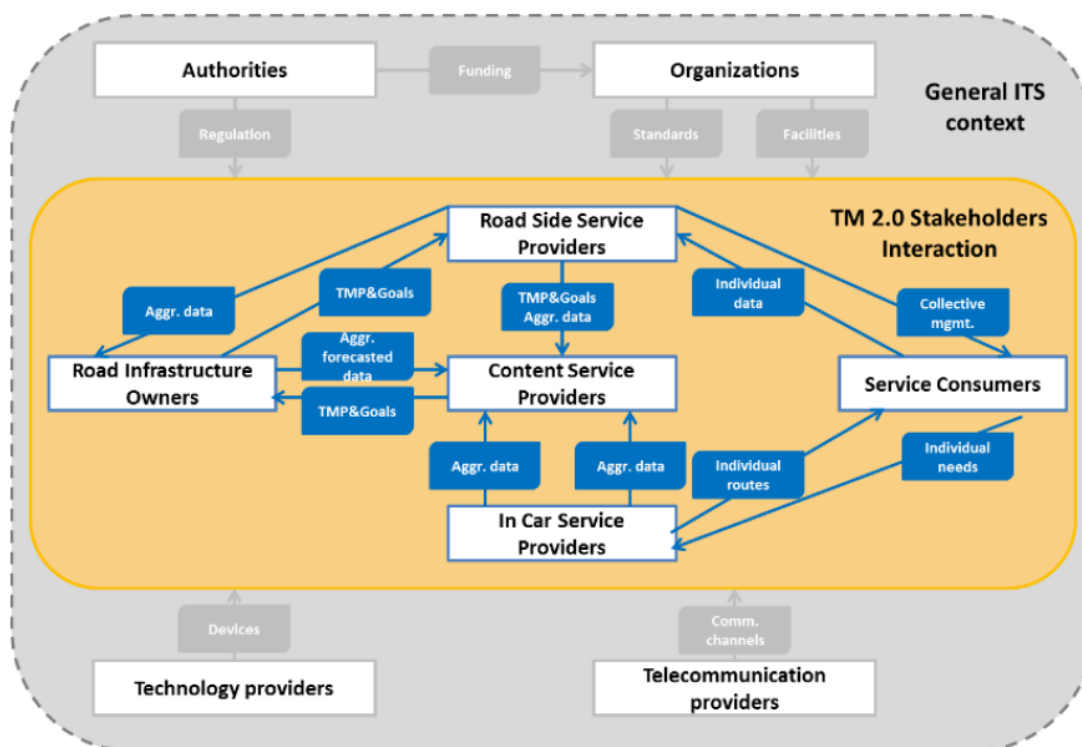 Authorities
Funding
Organizations
General ITS
context
Regulation
Standards
Facilities
Road Side Service
Providers
TM 2.0 Stakeholders
Interaction
Aggr. data
TMP&Goals
TMP&Goals
Aggr. data
Individual
data
Collective
mgmt.
Road Infrastructure
Owners
Aggr.
forecasted
data
TMP&Goals
Content Service
Providers
Service Consumers
Aggr. data
Aggr. data
Individual
routes
Individual
needs
In Car Service
Providers
Devices
Comm.
channels
Technology providers
Telecommunication
providers